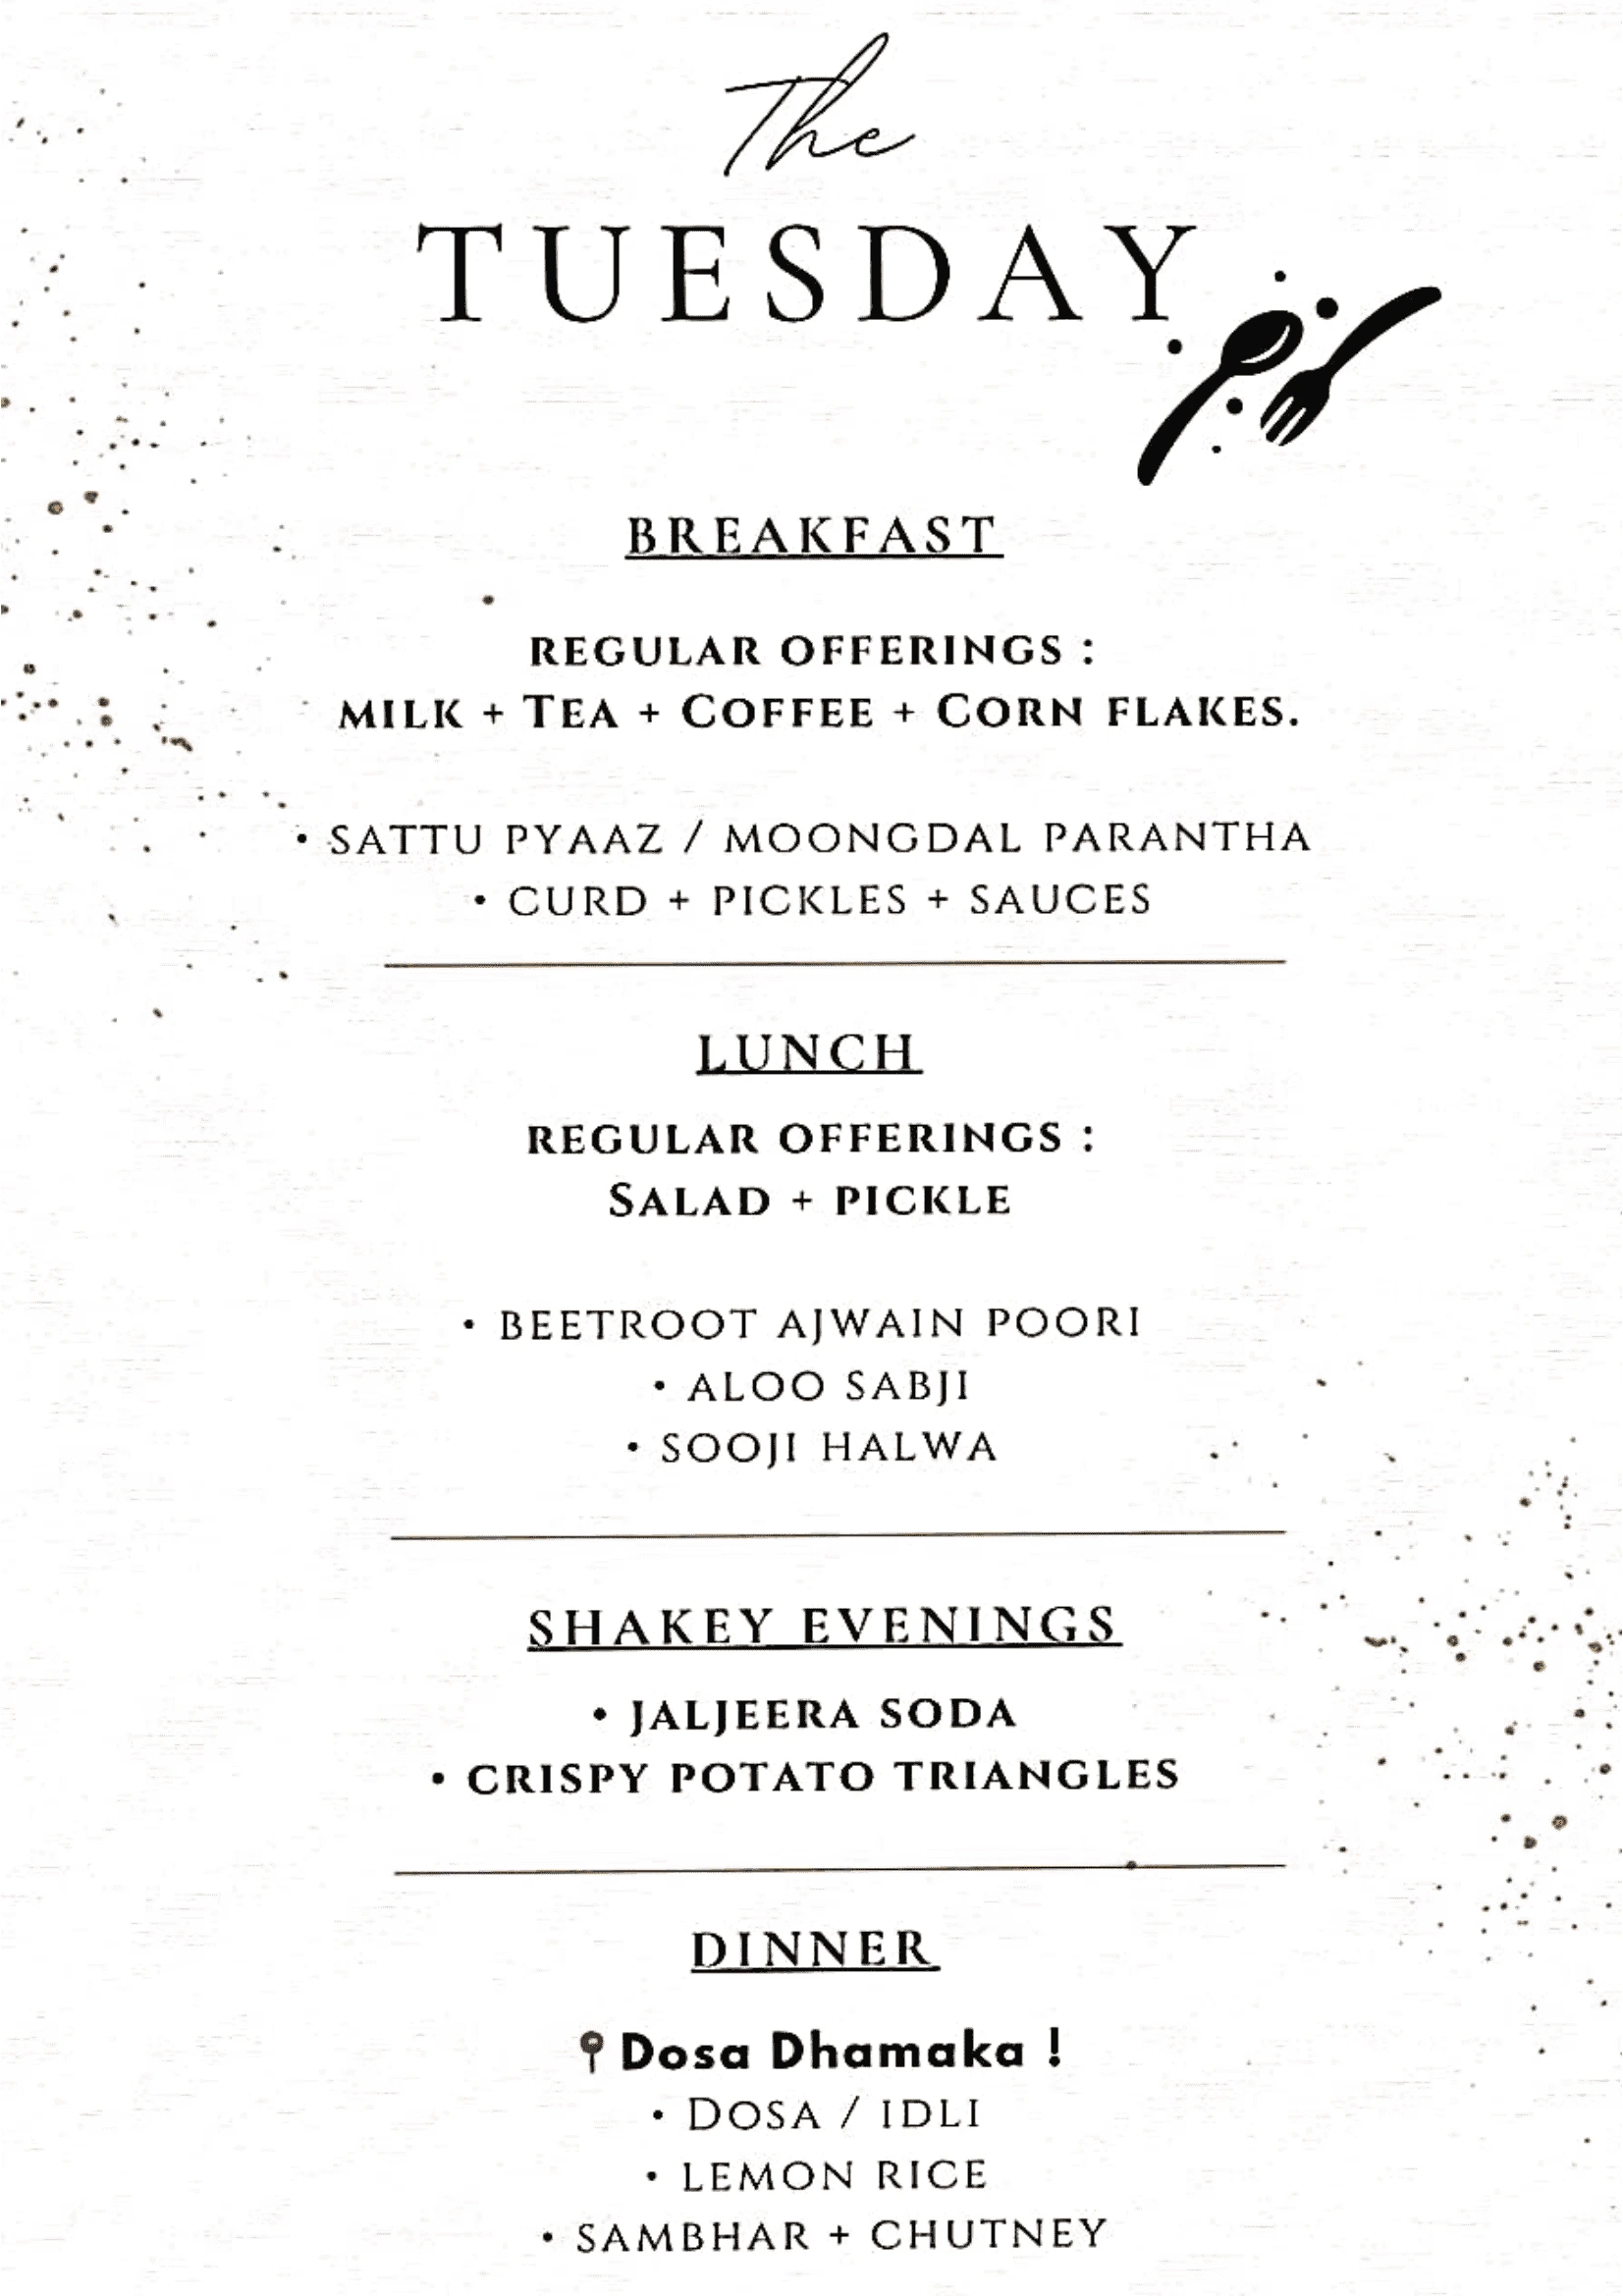 The
TUESDAY
BREAKFAST
REGULAR OFFERINGS :
MILK + TEA + COFFEE + CORN FLAKES.
• SATTU PYAAZ / MOONGDAL PARANTHA
• CURD + PICKLES + SAUCES
LUNCH
REGULAR OFFERINGS :
SALAD + PICKLE
• BEETROOT AJWAIN POORI
• ALOO SABJI
• SOOJI HALWA
SHAKEY EVENINGS
• JALJEERA SODA
• CRISPY POTATO TRIANGLES
DINNER
Dosa Dhamaka !
• DOSA / IDLI
• LEMON RICE
• SAMBHAR + CHUTNEY